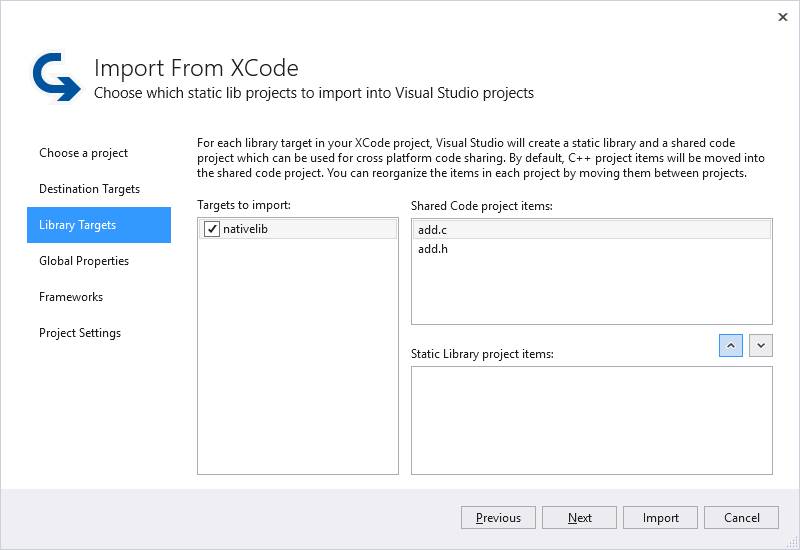 Import From XCode
Choose which static lib projects to import into Visual Studio projects
Choose a project
Destination Targets
Library Targets
Global Properties
Frameworks
Project Settings
For each library target in your XCode project, Visual Studio will create a static library and a shared code
project which can be used for cross platform code sharing. By default, C++ project items will be moved into
the shared code project. You can reorganize the items in each project by moving them between projects.
Targets to import:
nativelib
Shared Code project items:
add.c
add.h
Static Library project items:
Previous
Next
Import
Cancel